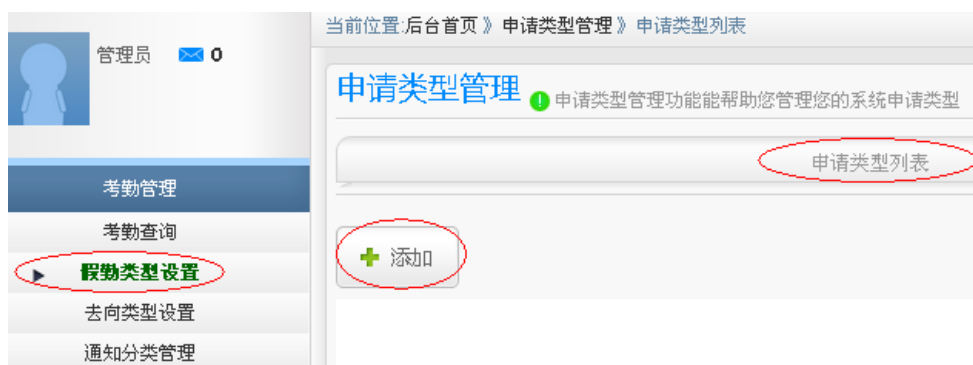 管理员 0
考勤管理
考勤查询
假勤类型设置
去向类型设置
通知分类管理
当前位置:后台首页》申请类型管理》申请类型列表
申请类型管理 申请类型管理功能能帮助您管理您的系统申请类型
申请类型列表
添加